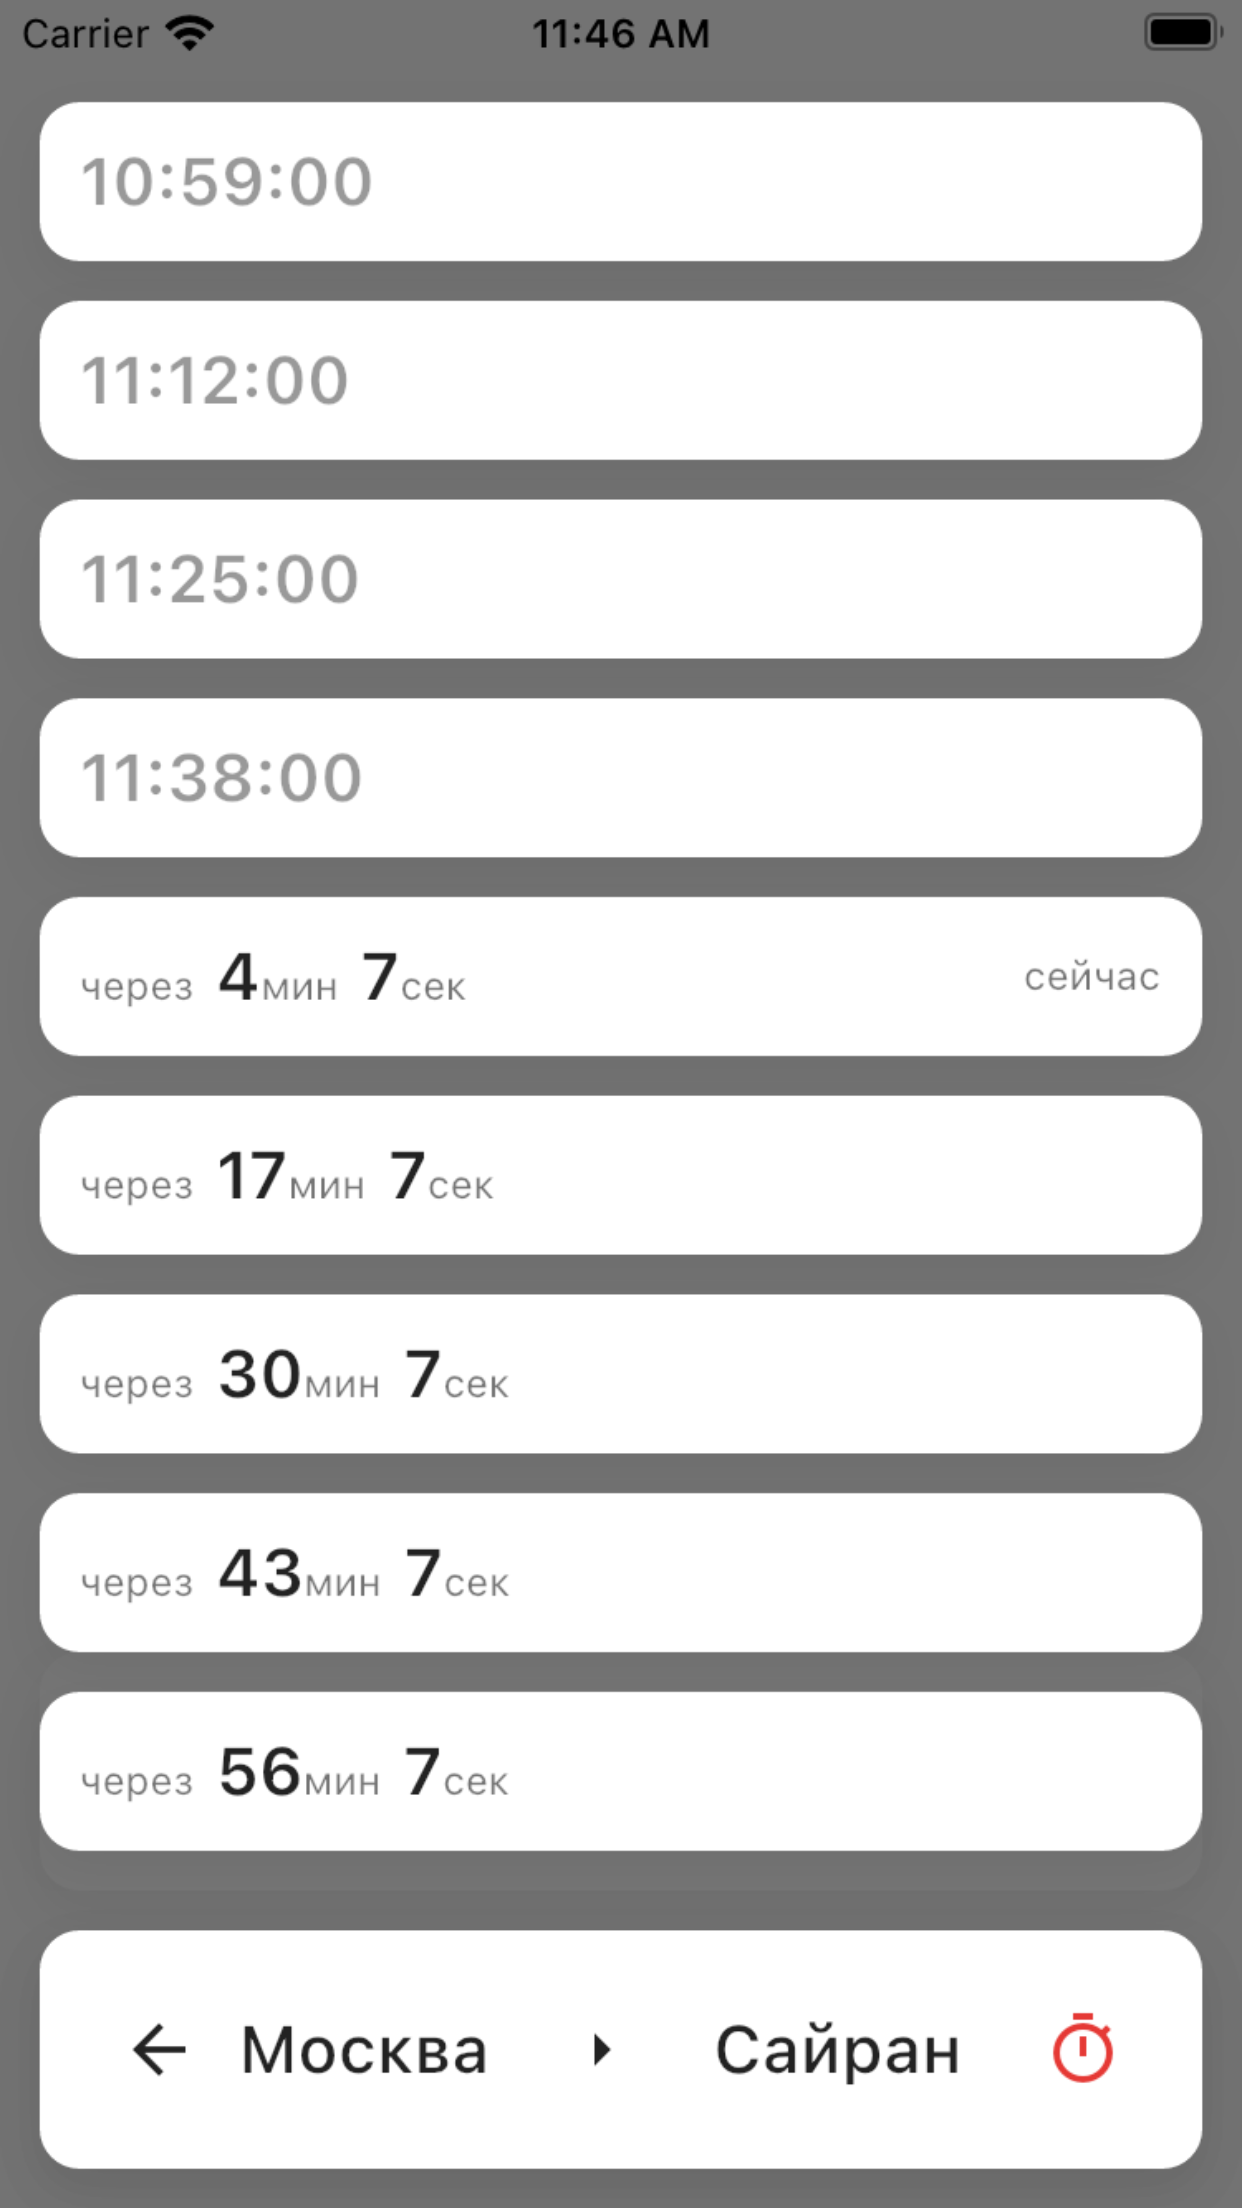 Carrier 11:46 AM
10:59:00
11:12:00
11:25:00
11:38:00
через 4мин 7сек сейчас
через 17мин 7сек
через 30мин 7сек
через 43мин 7сек
через 56мин 7сек
Москва Сайран